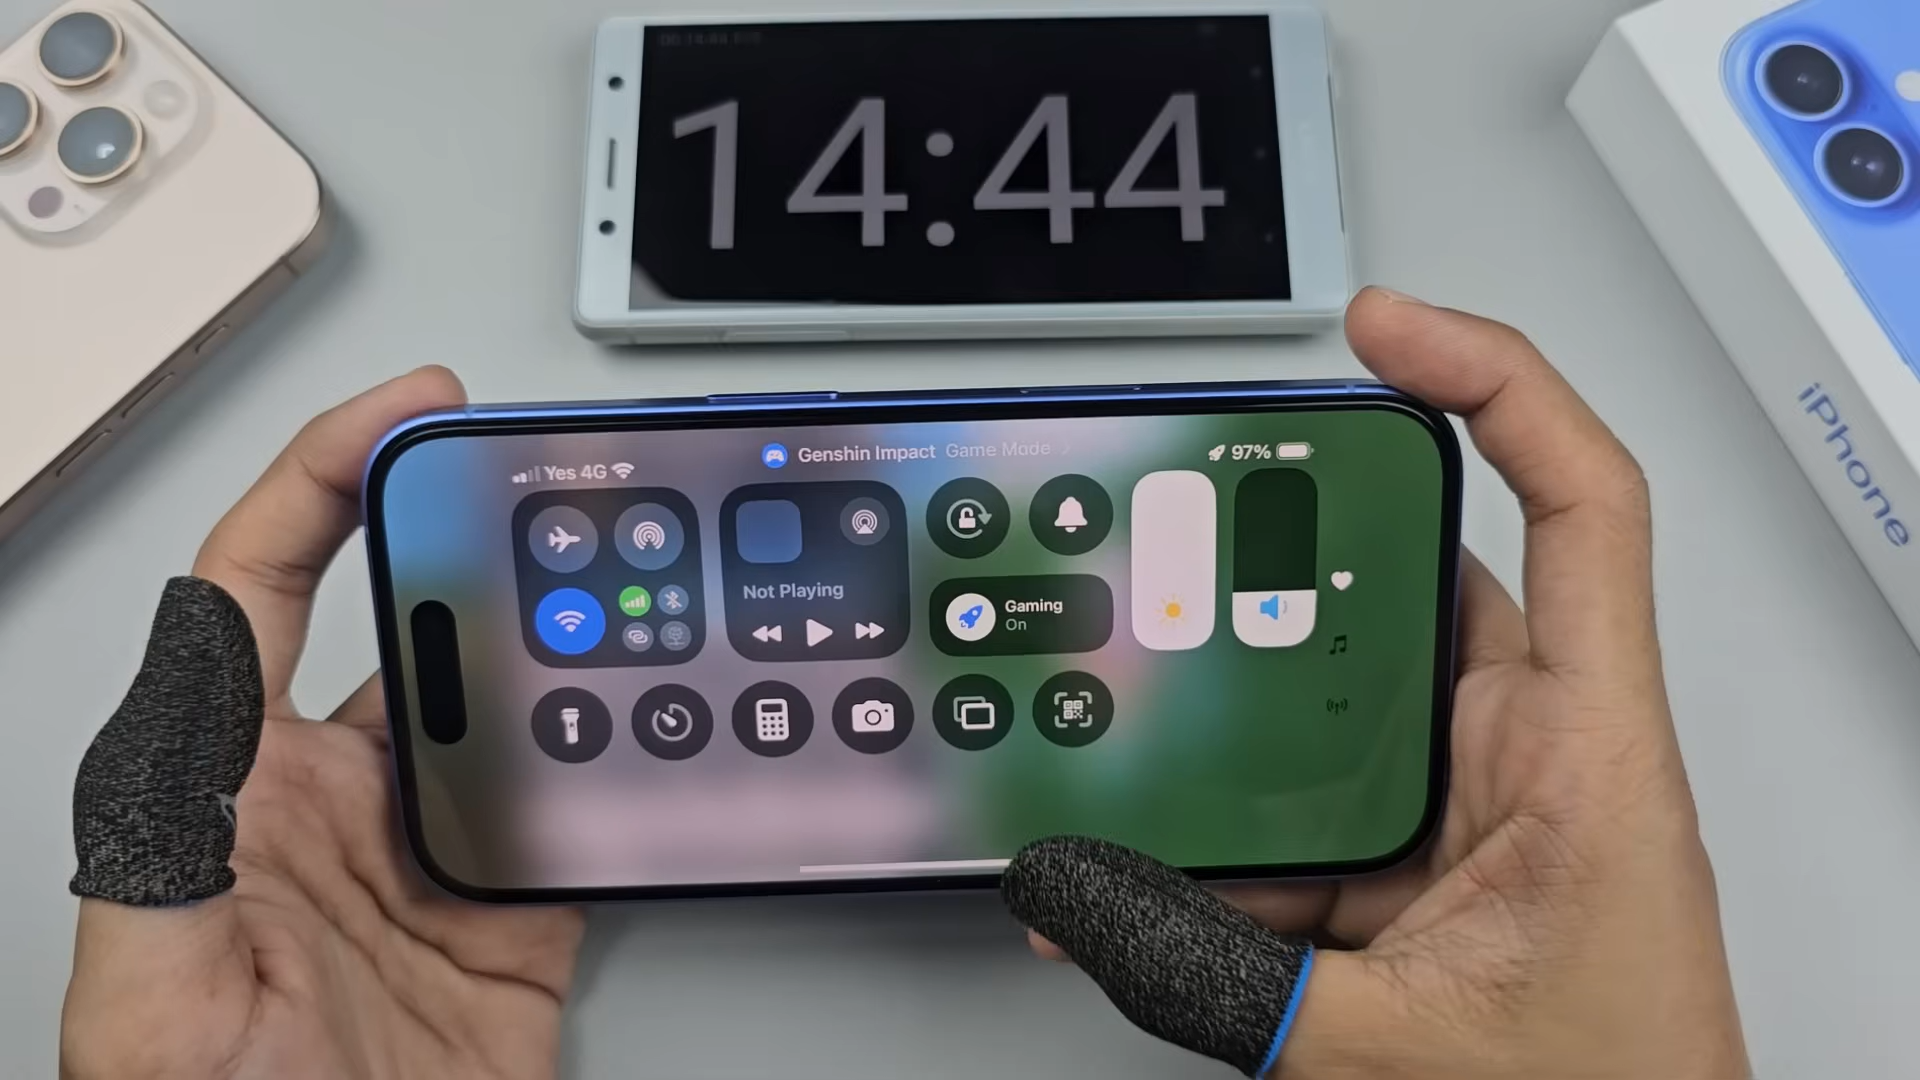 14:44
Genshin Impact Game Mode
Yes 4G
97%
Not Playing
Gaming
On
iPhone